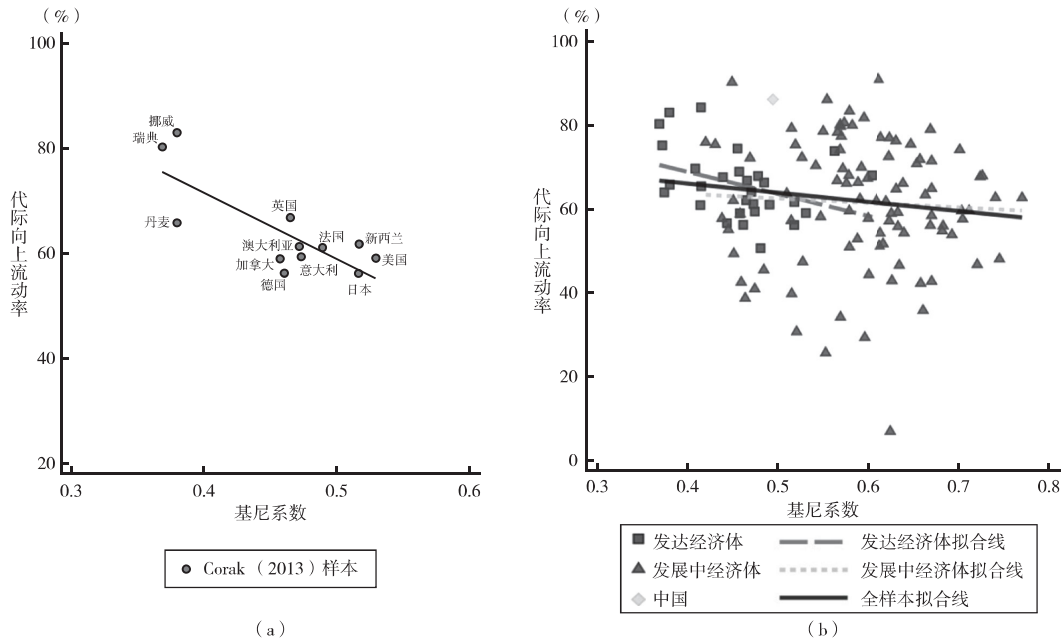 (%)
100
80
60
40
20
0.3
0.4
0.5
0.6
代际向上流动率
基尼系数
挪威
瑞典
丹麦
英国
澳大利亚
法国
新西兰
加拿大
意大利
美国
德国
日本
Corak (2013)样本
(a)
(%)
100
80
60
40
20
0
0.3
0.4
0.5
0.6
0.7
0.8
代际向上流动率
基尼系数
发达经济体
发达经济体拟合线
发展中经济体
发展中经济体拟合线
中国
全样本拟合线
(b)